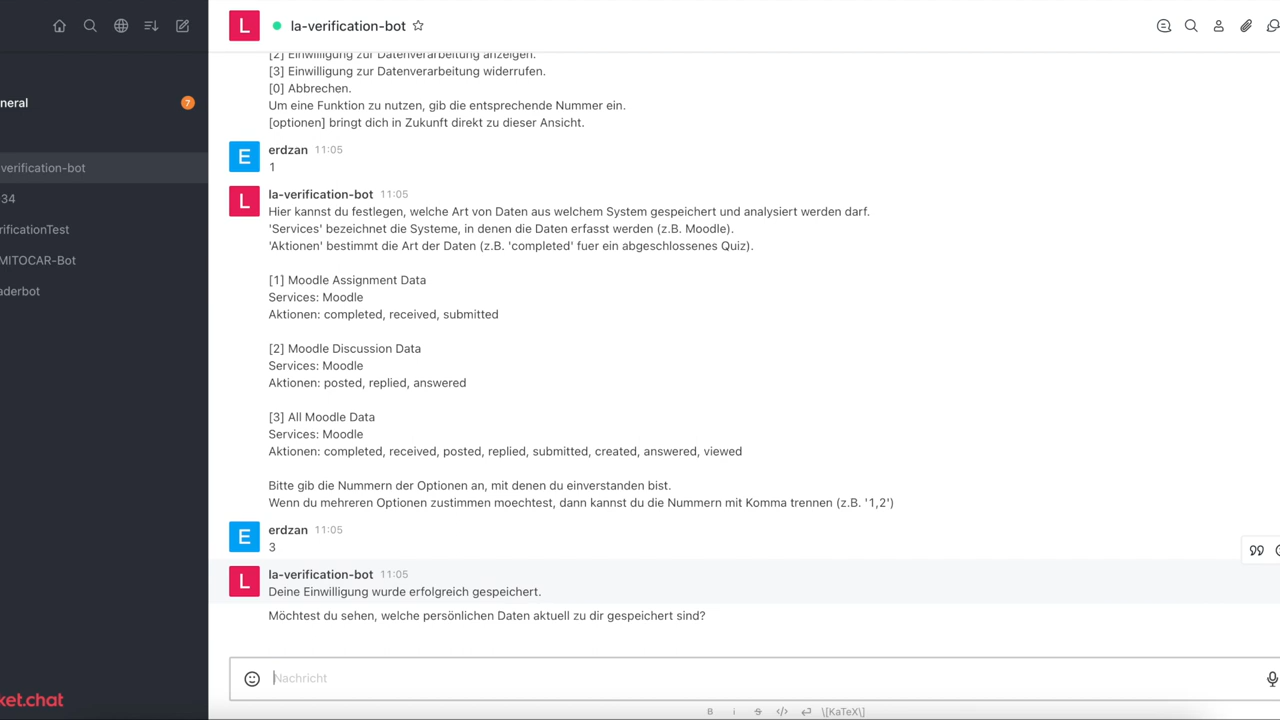 L
la-verification-bot
neral
7
verification-bot
34
rificationTest
MITOCAR-Bot
aderbot
ket.chat
[2] Einwilligung zur Datenverarbeitung anzeigen.
[3] Einwilligung zur Datenverarbeitung widerrufen.
[0] Abbrechen.
Um eine Funktion zu nutzen, gib die entsprechende Nummer ein.
[optionen] bringt dich in Zukunft direkt zu dieser Ansicht.
E
erdzan 11:05
1
L
la-verification-bot 11:05
Hier kannst du festlegen, welche Art von Daten aus welchem System gespeichert und analysiert werden darf.
'Services' bezeichnet die Systeme, in denen die Daten erfasst werden (z.B. Moodle).
'Aktionen' bestimmt die Art der Daten (z.B. 'completed' fuer ein abgeschlossenes Quiz).
[1] Moodle Assignment Data
Services: Moodle
Aktionen: completed, received, submitted
[2] Moodle Discussion Data
Services: Moodle
Aktionen: posted, replied, answered
[3] All Moodle Data
Services: Moodle
Aktionen: completed, received, posted, replied, submitted, created, answered, viewed
Bitte gib die Nummern der Optionen an, mit denen du einverstanden bist.
Wenn du mehreren Optionen zustimmen moechtest, dann kannst du die Nummern mit Komma trennen (z.B. '1,2')
E
erdzan 11:05
3
L
la-verification-bot 11:05
Deine Einwilligung wurde erfolgreich gespeichert.
Möchtest du sehen, welche persönlichen Daten aktuell zu dir gespeichert sind?
Nachricht
B i S </> \[KaTeX\]